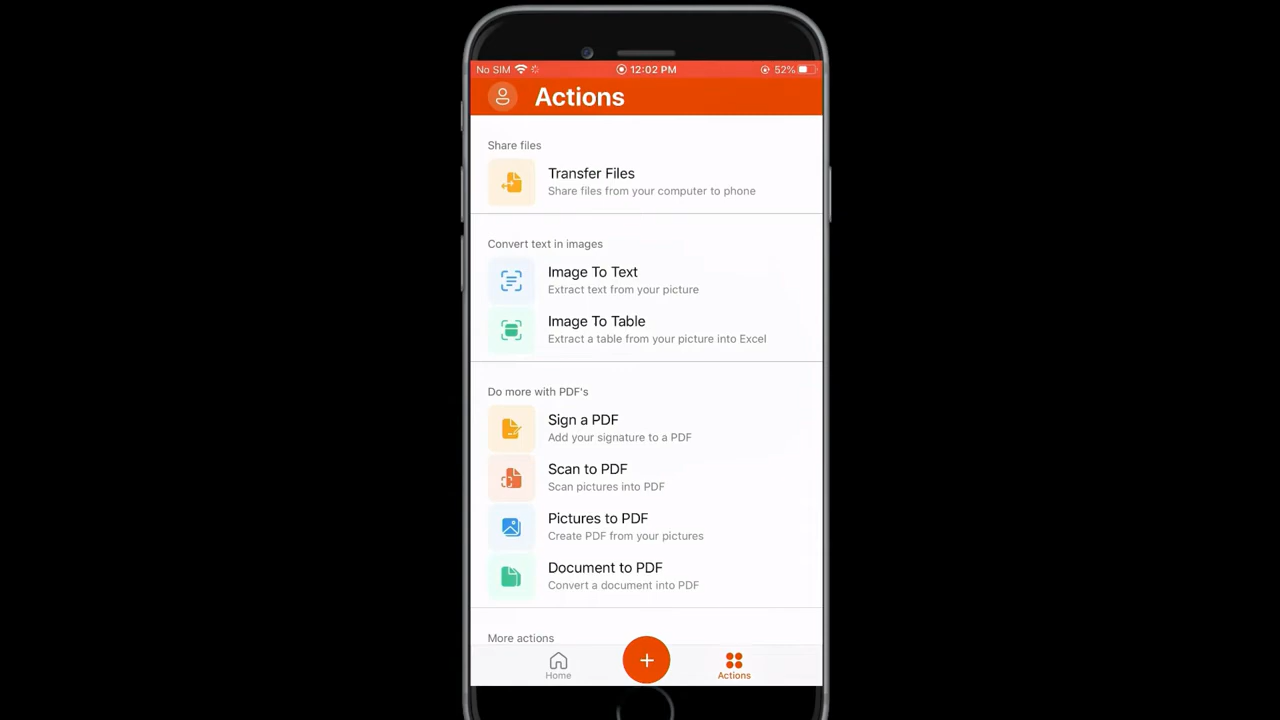 No SIM 12:02 PM 52%
Actions
Share files
Transfer Files
Share files from your computer to phone
Convert text in images
Image To Text
Extract text from your picture
Image To Table
Extract a table from your picture into Excel
Do more with PDF's
Sign a PDF
Add your signature to a PDF
Scan to PDF
Scan pictures into PDF
Pictures to PDF
Create PDF from your pictures
Document to PDF
Convert a document into PDF
More actions
Home
Actions